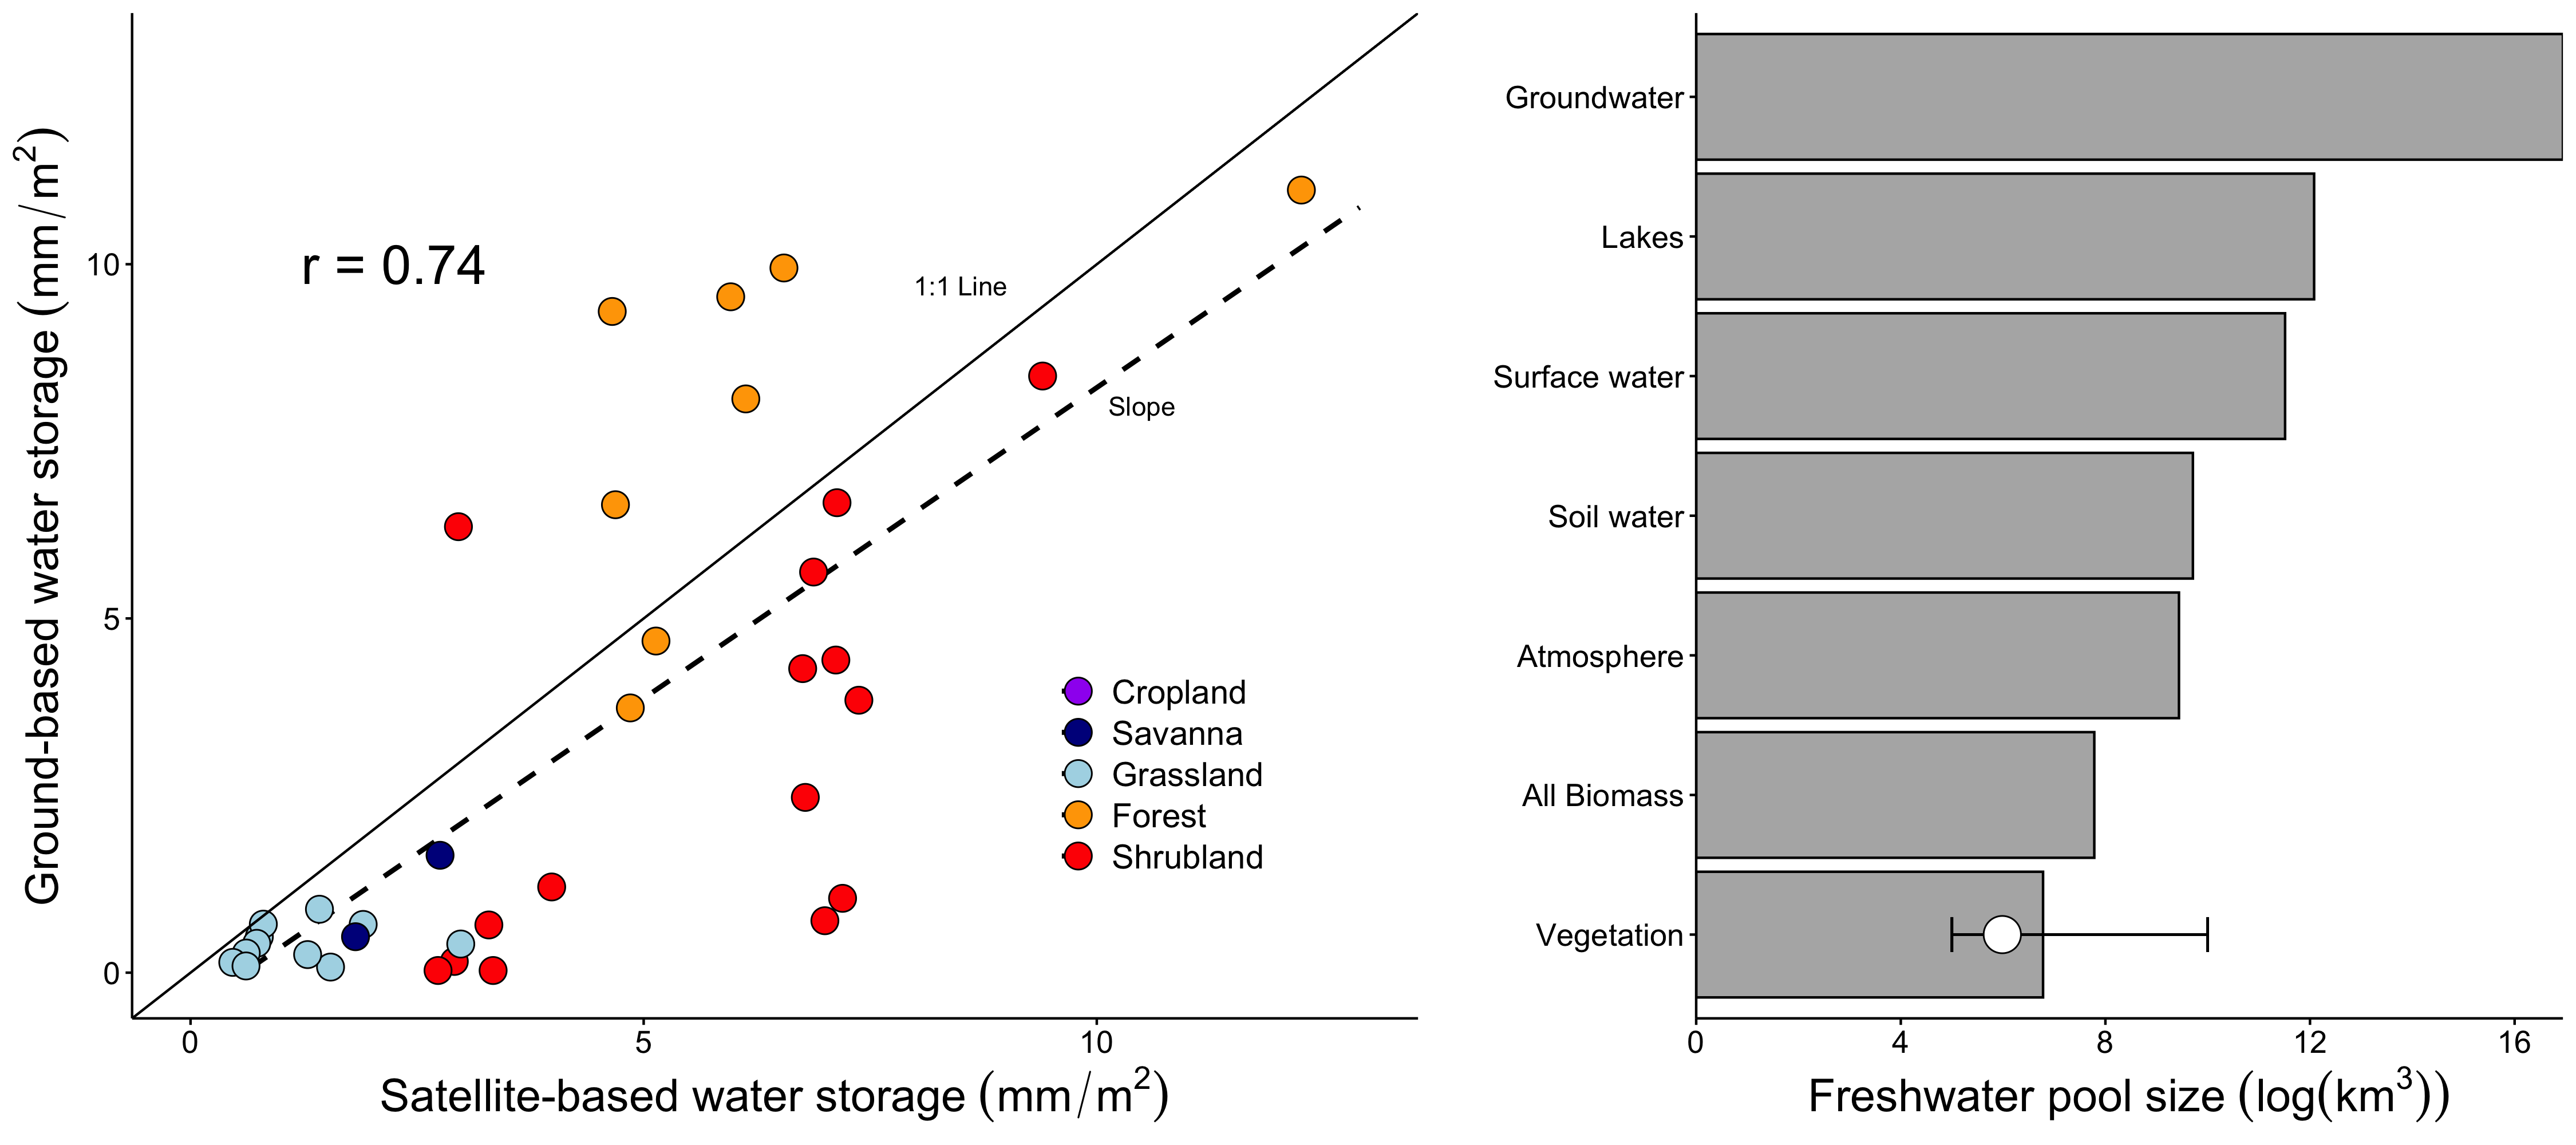 Ground-based water storage (mm/m²)
10
5
0
r = 0.74
1:1 Line
Slope
Cropland
Savanna
Grassland
Forest
Shrubland
0 5 10
Satellite-based water storage (mm/m²)
Groundwater
Lakes
Surface water
Soil water
Atmosphere
All Biomass
Vegetation
0 4 8 12 16
Freshwater pool size (log(km³))